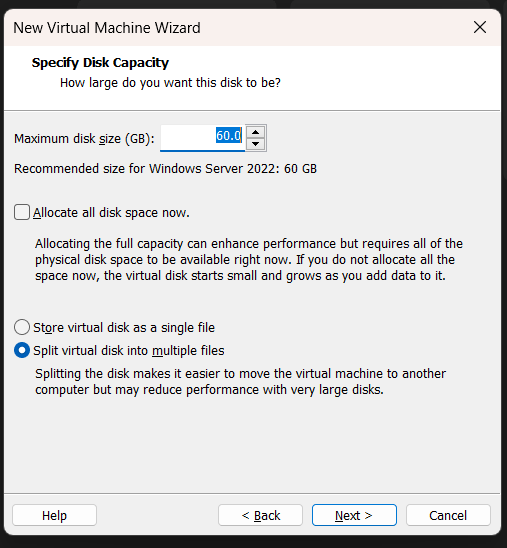 New Virtual Machine Wizard
Specify Disk Capacity
How large do you want this disk to be?
Maximum disk size (GB): 60.0
Recommended size for Windows Server 2022: 60 GB
Allocate all disk space now.
Allocating the full capacity can enhance performance but requires all of the
physical disk space to be available right now. If you do not allocate all the
space now, the virtual disk starts small and grows as you add data to it.
Store virtual disk as a single file
Split virtual disk into multiple files
Splitting the disk makes it easier to move the virtual machine to another
computer but may reduce performance with very large disks.
Help < Back Next > Cancel